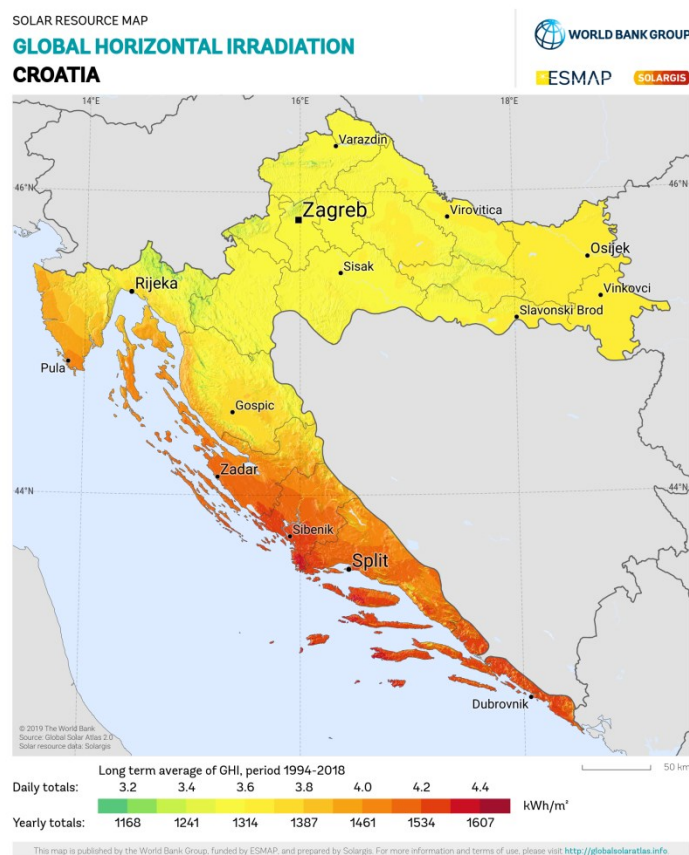 SOLAR RESOURCE MAP
GLOBAL HORIZONTAL IRRADIATION
CROATIA
WORLD BANK GROUP
ESMAP
SOLARGIS
14°E
16°E
18°E
Varazdin
46°N
46°N
Zagreb
Virovitica
Osijek
Sisak
Rijeka
Vinkovci
Slavonski Brod
Pula
Gospic
Zadar
44°N
44°N
Sibenik
Split
Dubrovnik
© 2019 The World Bank
Source: Global Solar Atlas 2.0
Solar resource data: Solargis
Long term average of GHI, period 1994-2018
50 km
Daily totals: 3.2 3.4 3.6 3.8 4.0 4.2 4.4
kWh/m²
Yearly totals: 1168 1241 1314 1387 1461 1534 1607
This map is published by the World Bank Group, funded by ESMAP, and prepared by Solargis. For more information and terms of use, please visit http://globalsolaratlas.info.